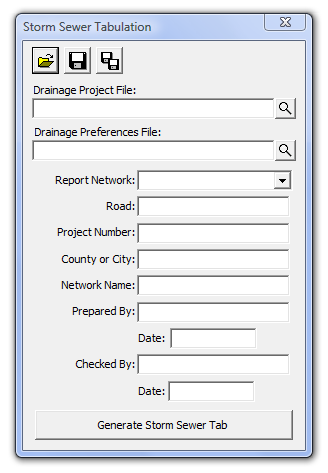 Storm Sewer Tabulation
Drainage Project File:
Drainage Preferences File:
Report Network:
Road:
Project Number:
County or City:
Network Name:
Prepared By:
Date:
Checked By:
Date:
Generate Storm Sewer Tab